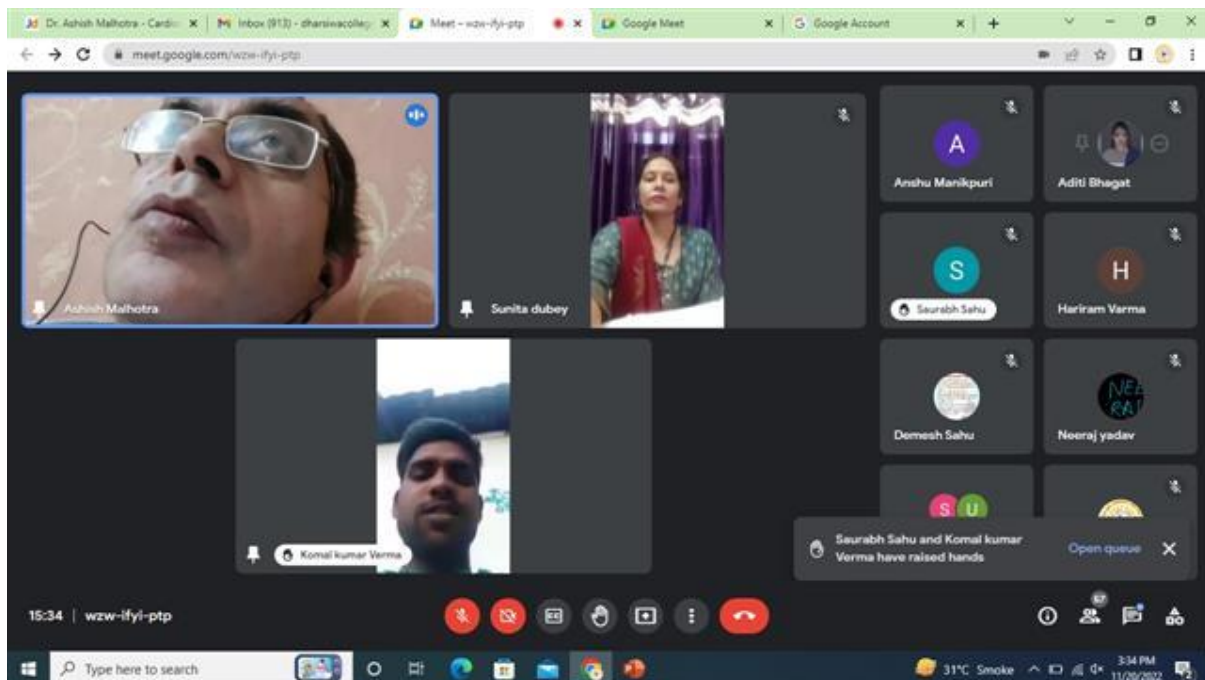 Dr. Ashish Malhotra - Cardio
Inbox (913) - dharsiwacolleg
Meet – wzw-ifyi-ptp
Google Meet
Google Account
meet.google.com/wzw-ifyi-ptp
Ashish Malhotra
Sunita dubey
A
Anshu Manikpuri
Aditi Bhagat
S
Saurabh Sahu
H
Hariram Varma
Demesh Sahu
NEE
RAJ
Neeraj yadav
Komal kumar Verma
S U
Saurabh Sahu and Komal kumar
Verma have raised hands
Open queue
15:34 | wzw-ifyi-ptp
57
Type here to search
31°C Smoke
3:34 PM
11/20/2022